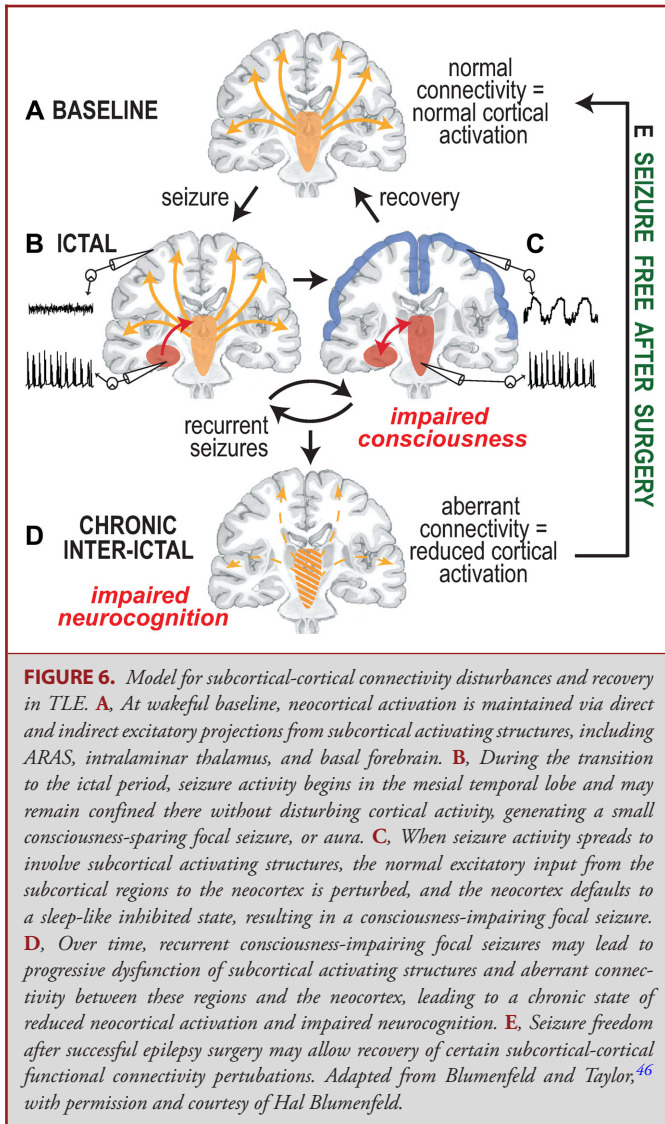 A BASELINE
normal
connectivity =
normal cortical
activation
seizure
recovery
B ICTAL
C
recurrent
seizures
impaired
consciousness
D
CHRONIC
INTER-ICTAL
impaired
neurocognition
aberrant
connectivity =
reduced cortical
activation
E SEIZURE FREE AFTER SURGERY
FIGURE 6. Model for subcortical-cortical connectivity disturbances and recovery
in TLE. A, At wakeful baseline, neocortical activation is maintained via direct
and indirect excitatory projections from subcortical activating structures, including
ARAS, intralaminar thalamus, and basal forebrain. B, During the transition
to the ictal period, seizure activity begins in the mesial temporal lobe and may
remain confined there without disturbing cortical activity, generating a small
consciousness-sparing focal seizure, or aura. C, When seizure activity spreads to
involve subcortical activating structures, the normal excitatory input from the
subcortical regions to the neocortex is perturbed, and the neocortex defaults to
a sleep-like inhibited state, resulting in a consciousness-impairing focal seizure.
D, Over time, recurrent consciousness-impairing focal seizures may lead to
progressive dysfunction of subcortical activating structures and aberrant connec-
tivity between these regions and the neocortex, leading to a chronic state of
reduced neocortical activation and impaired neurocognition. E, Seizure freedom
after successful epilepsy surgery may allow recovery of certain subcortical-cortical
functional connectivity pertubations. Adapted from Blumenfeld and Taylor,46
with permission and courtesy of Hal Blumenfeld.